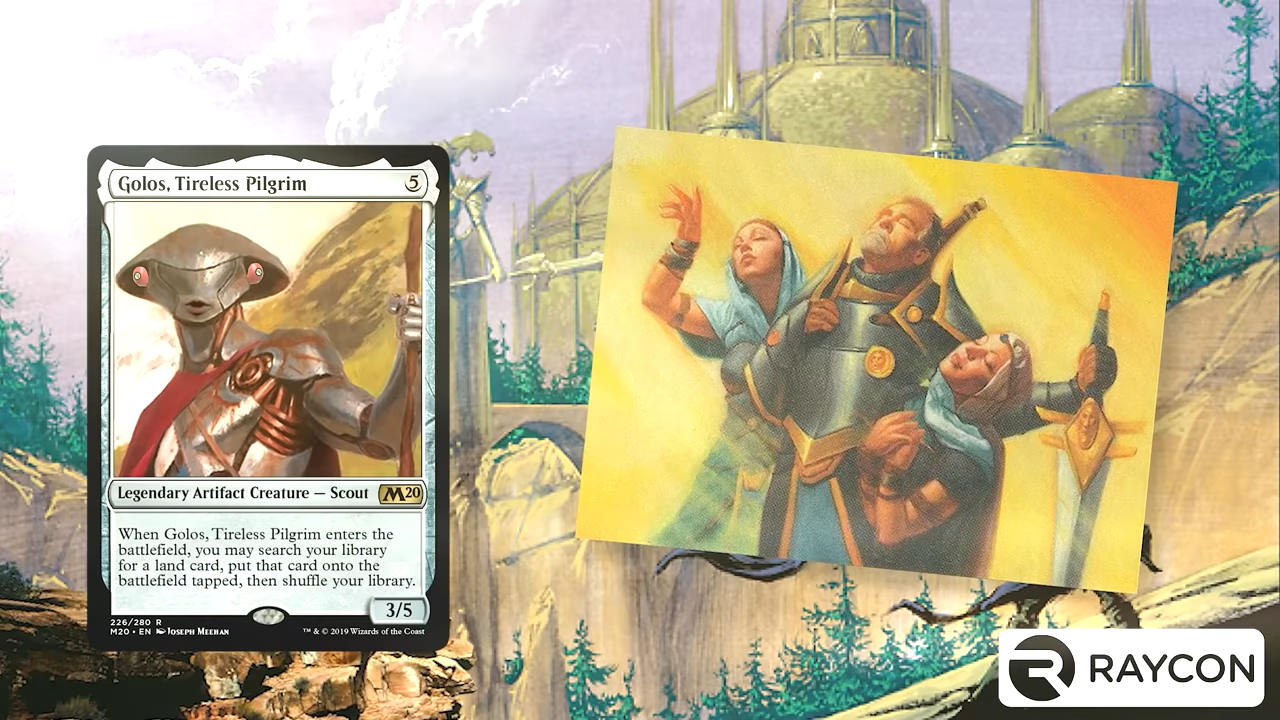 Golos, Tireless Pilgrim
5
Legendary Artifact Creature — Scout
M20
When Golos, Tireless Pilgrim enters the
battlefield, you may search your library
for a land card, put that card onto the
battlefield tapped, then shuffle your library.
3/5
226/280 R
M20 • EN Joseph Meehan
™ & © 2019 Wizards of the Coast
RAYCON